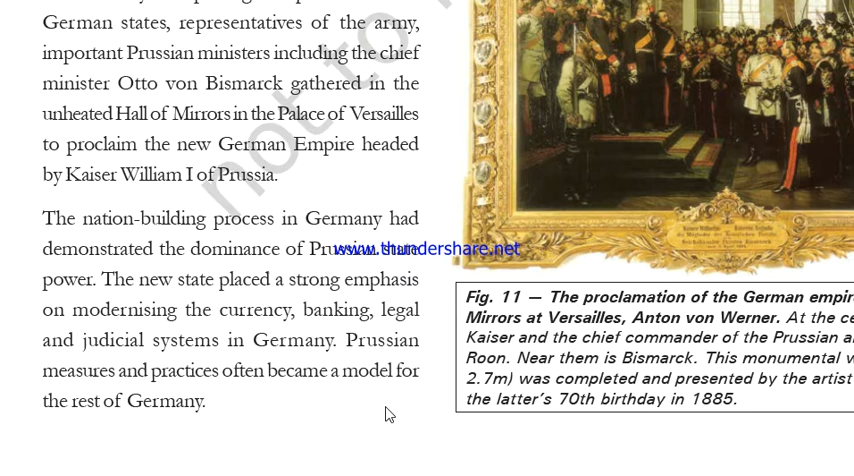 German states, representatives of the army,
important Prussian ministers including the chief
minister Otto von Bismarck gathered in the
unheated Hall of Mirrors in the Palace of Versailles
to proclaim the new German Empire headed
by Kaiser William I of Prussia.
The nation-building process in Germany had
demonstrated the dominance of Prussian state
power. The new state placed a strong emphasis
on modernising the currency, banking, legal
and judicial systems in Germany. Prussian
measures and practices often became a model for
the rest of Germany.
not to
www.thundershare.net
Fig. 11 — The proclamation of the German empir
Mirrors at Versailles, Anton von Werner. At the ce
Kaiser and the chief commander of the Prussian a
Roon. Near them is Bismarck. This monumental w
2.7m) was completed and presented by the artist
the latter's 70th birthday in 1885.